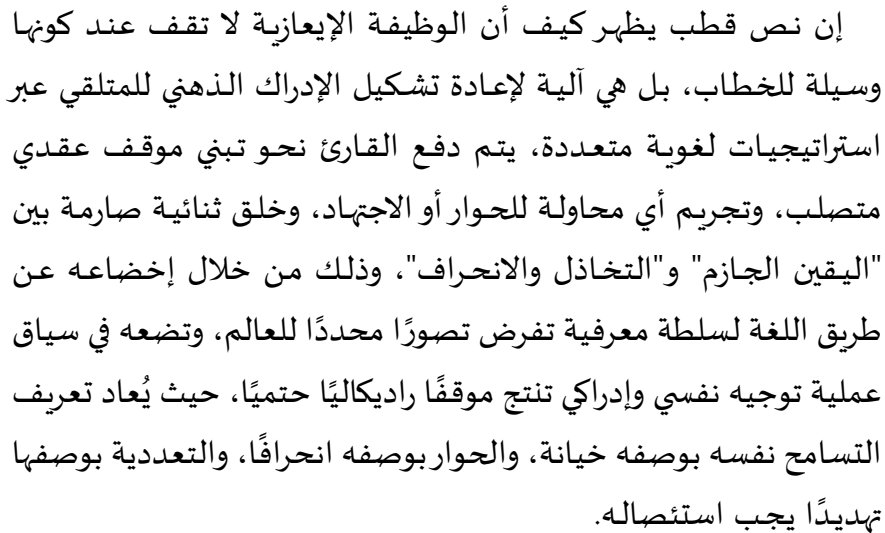 إن نص قطب يظهر كيف أن الوظيفة الإيعازية لا تقف عند كونها
وسيلة للخطاب، بل هي آلية لإعادة تشكيل الإدراك الذهني للمتلقي عبر
استراتيجيات لغوية متعددة، يتم دفع القارئ نحو تبني موقف عقدي
متصلب، وتجريم أي محاولة للحوار أو الاجتهاد، وخلق ثنائية صارمة بين
"اليقين الجازم" و"التخاذل والانحراف"، وذلك من خلال إخضاعه عن
طريق اللغة لسلطة معرفية تفرض تصورًا محددًا للعالم، وتضعه في سياق
عملية توجيه نفسي وإدراكي تنتج موقفًا راديكاليًا حتميًا، حيث يُعاد تعريف
التسامح نفسه بوصفه خيانة، والحوار بوصفه انحرافًا، والتعددية بوصفها
تهديدًا يجب استئصاله.